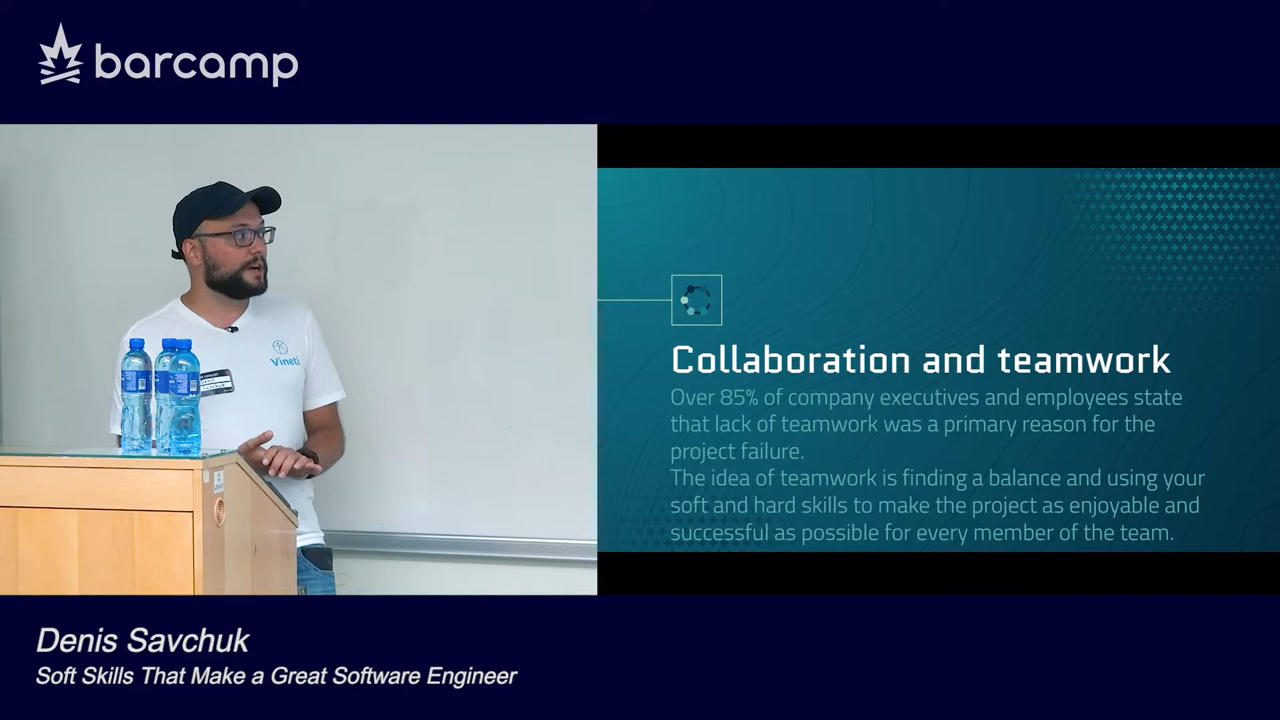 barcamp
Vineti
Collaboration and teamwork
Over 85% of company executives and employees state
that lack of teamwork was a primary reason for the
project failure.
The idea of teamwork is finding a balance and using your
soft and hard skills to make the project as enjoyable and
successful as possible for every member of the team.
Denis Savchuk
Soft Skills That Make a Great Software Engineer